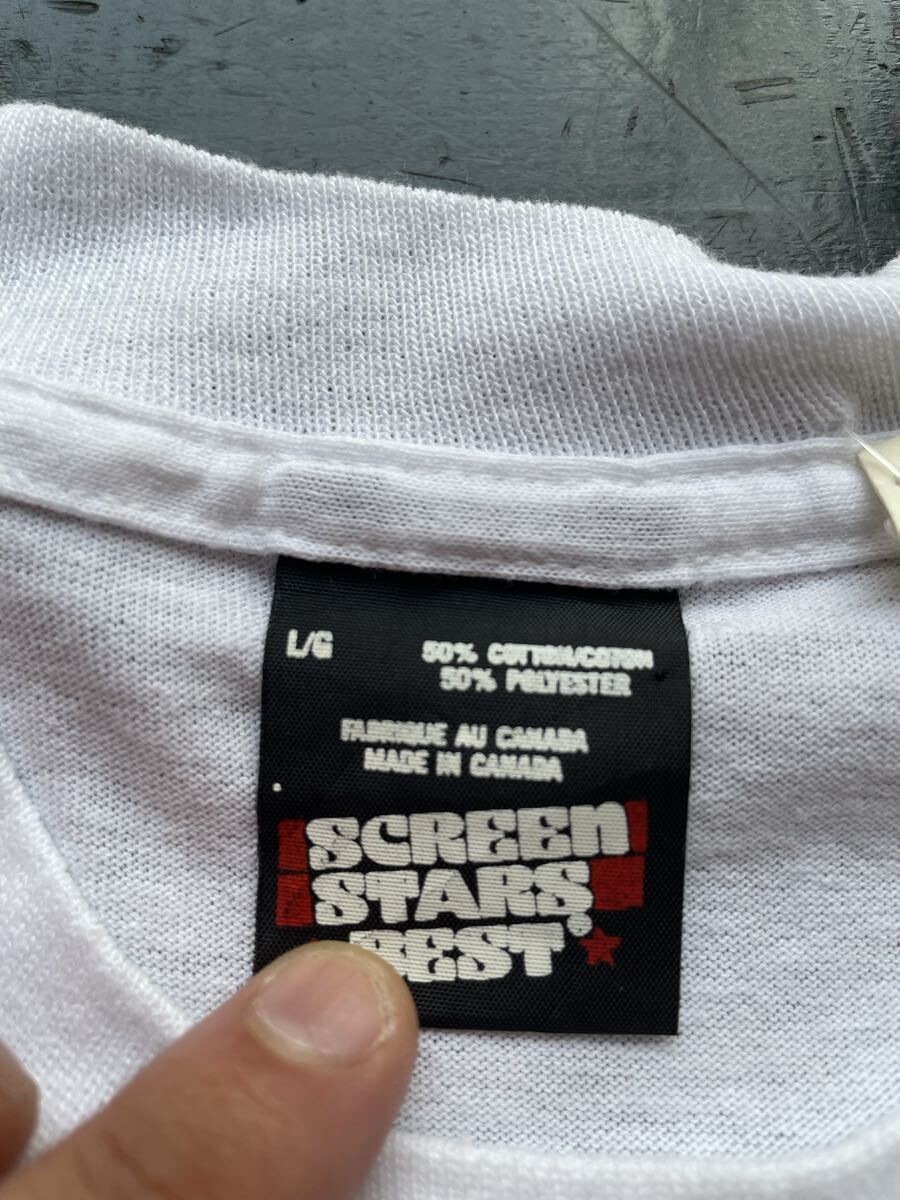 L/G
50% COTTON/COTON
50% POLYESTER
FABRIQUE AU CANADA
MADE IN CANADA
SCREEN
STARS
BEST